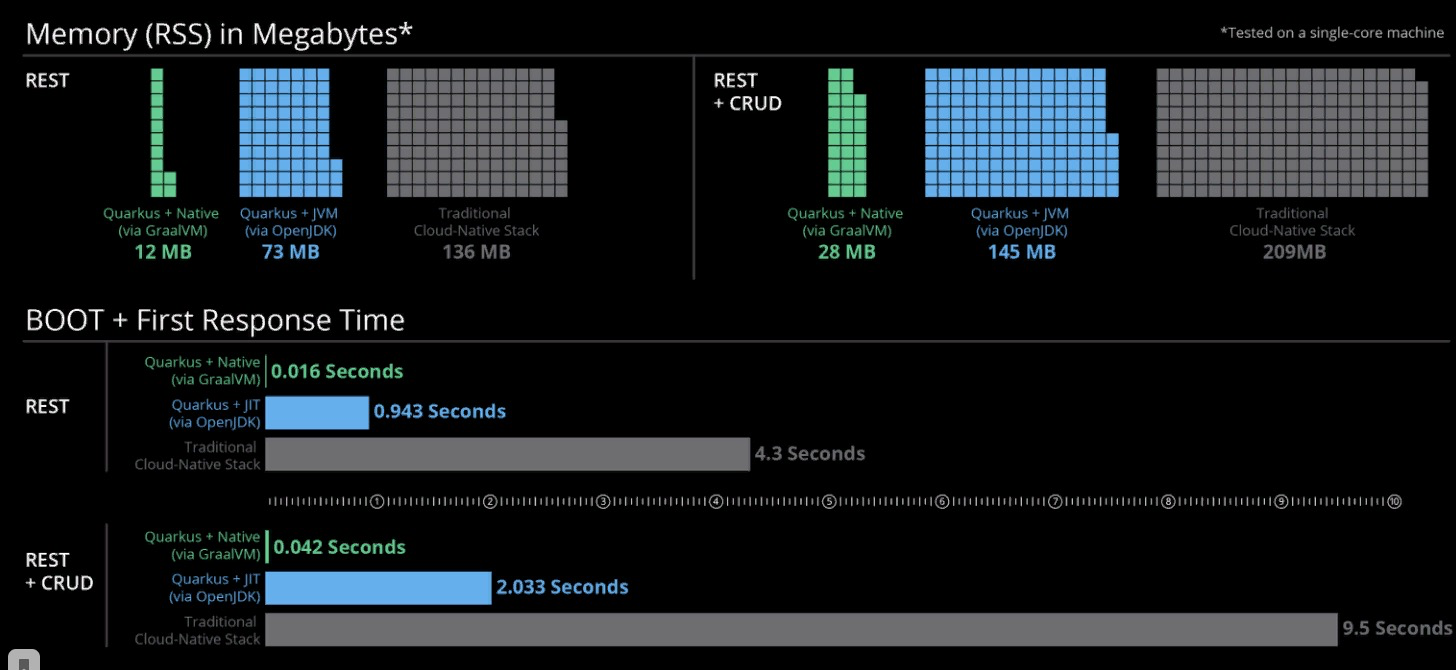 Memory (RSS) in Megabytes*
*Tested on a single-core machine
REST
Quarkus + Native
(via GraalVM)
12 MB
Quarkus + JVM
(via OpenJDK)
73 MB
Traditional
Cloud-Native Stack
136 MB
REST
+ CRUD
Quarkus + Native
(via GraalVM)
28 MB
Quarkus + JVM
(via OpenJDK)
145 MB
Traditional
Cloud-Native Stack
209MB
BOOT + First Response Time
REST
Quarkus + Native
(via GraalVM)
0.016 Seconds
Quarkus + JIT
(via OpenJDK)
0.943 Seconds
Traditional
Cloud-Native Stack
4.3 Seconds
1 2 3 4 5 6 7 8 9 10
REST
+ CRUD
Quarkus + Native
(via GraalVM)
0.042 Seconds
Quarkus + JIT
(via OpenJDK)
2.033 Seconds
Traditional
Cloud-Native Stack
9.5 Seconds